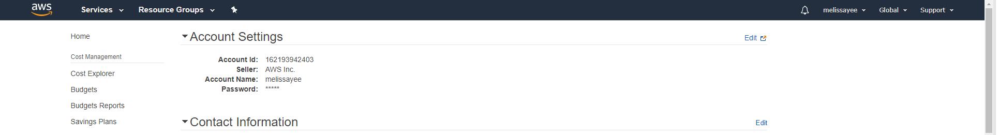 aws Services Resource Groups melissayee Global Support
Home
Cost Management
Cost Explorer
Budgets
Budgets Reports
Savings Plans
Account Settings Edit
Account Id: 162193942403
Seller: AWS Inc.
Account Name: melissayee
Password: *****
Contact Information Edit